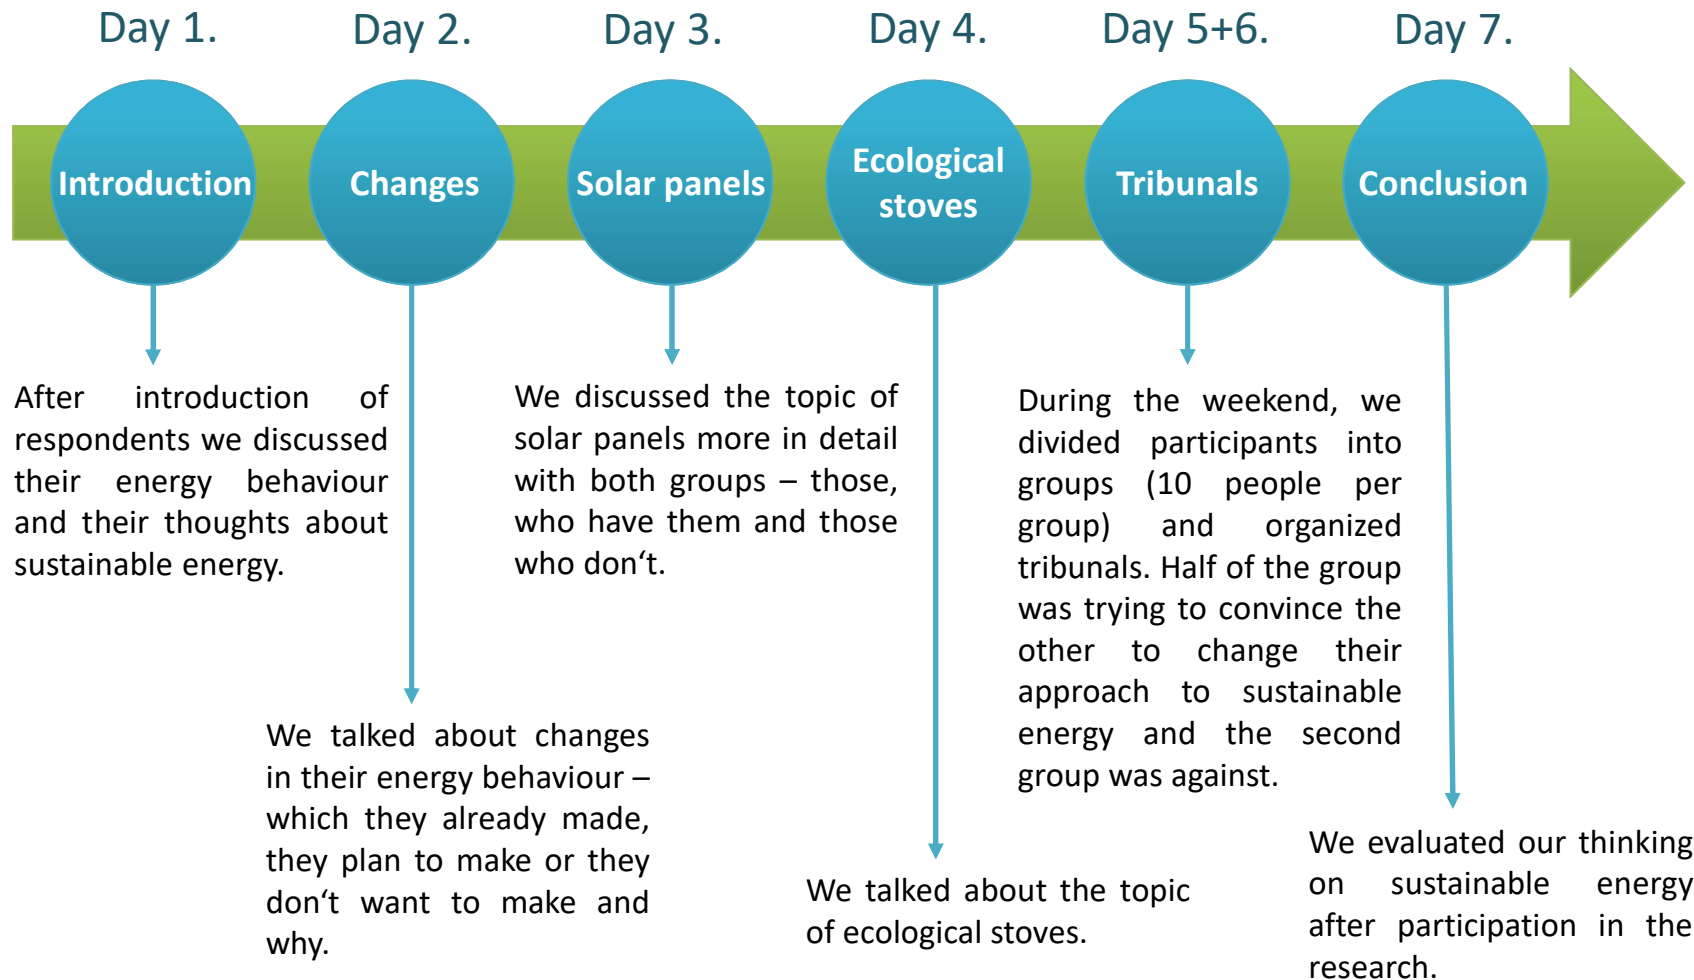 Day 1.
Day 2.
Day 3.
Day 4.
Day 5+6.
Day 7.
Introduction
Changes
Solar panels
Ecological
stoves
Tribunals
Conclusion
After introduction of
respondents we discussed
their energy behaviour
and their thoughts about
sustainable energy.
We talked about changes
in their energy behaviour –
which they already made,
they plan to make or they
don‘t want to make and
why.
We discussed the topic of
solar panels more in detail
with both groups – those,
who have them and those
who don‘t.
We talked about the topic
of ecological stoves.
During the weekend, we
divided participants into
groups (10 people per
group) and organized
tribunals. Half of the group
was trying to convince the
other to change their
approach to sustainable
energy and the second
group was against.
We evaluated our thinking
on sustainable energy
after participation in the
research.